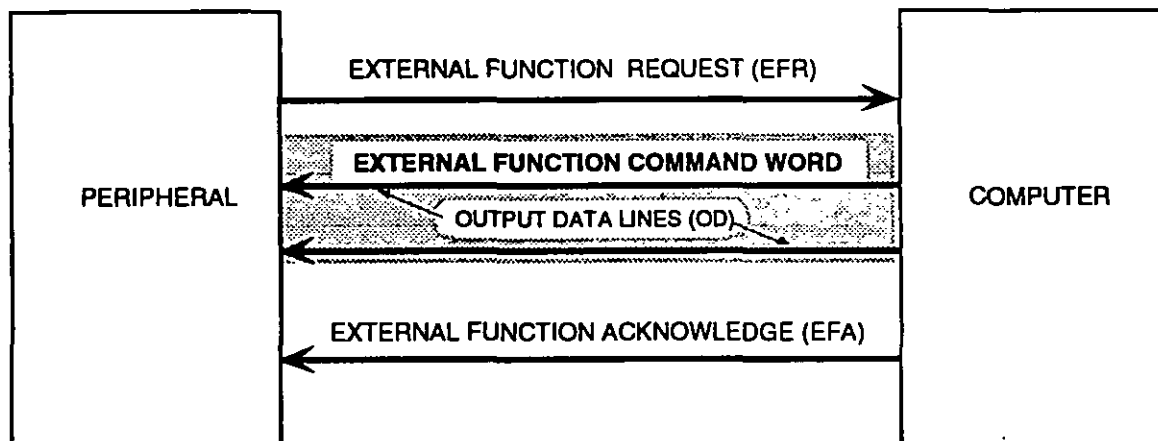 EXTERNAL FUNCTION REQUEST (EFR)
EXTERNAL FUNCTION COMMAND WORD
PERIPHERAL
COMPUTER
OUTPUT DATA LINES (OD)
EXTERNAL FUNCTION ACKNOWLEDGE (EFA)